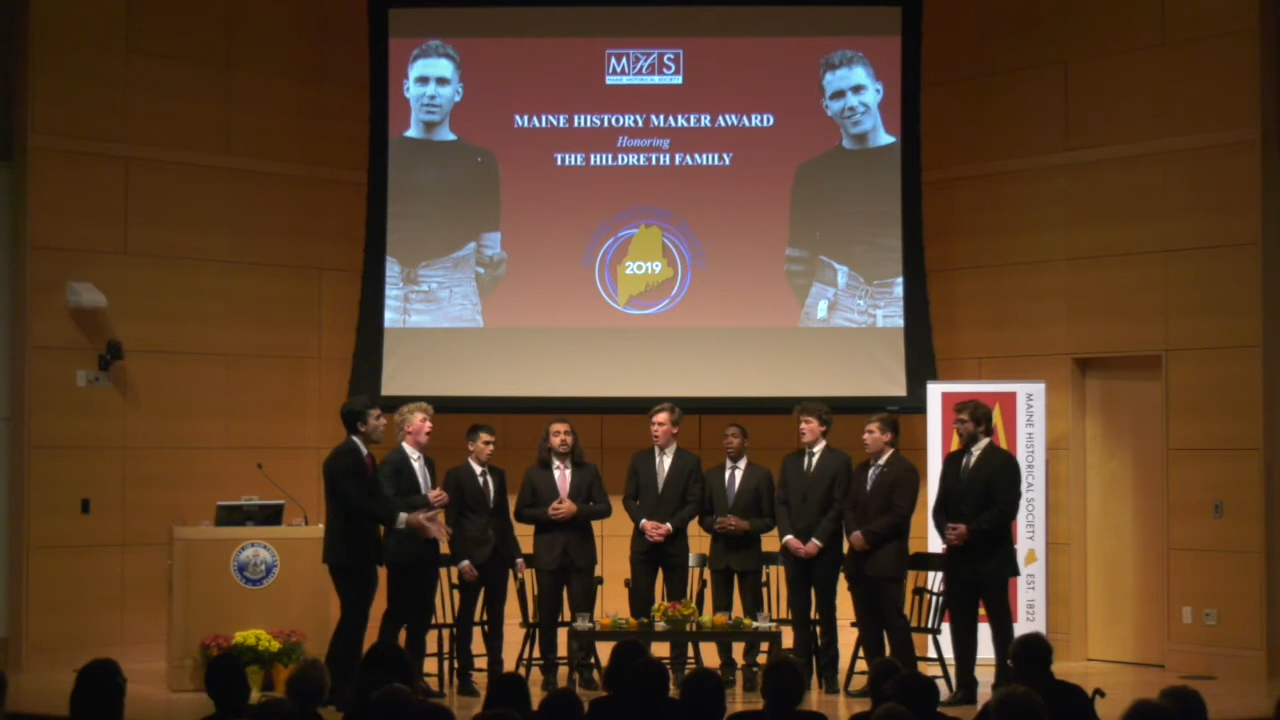 MHS
MAINE HISTORICAL SOCIETY
MAINE HISTORY MAKER AWARD
Honoring
THE HILDRETH FAMILY
2019
MAINE HISTORICAL SOCIETY EST. 1822